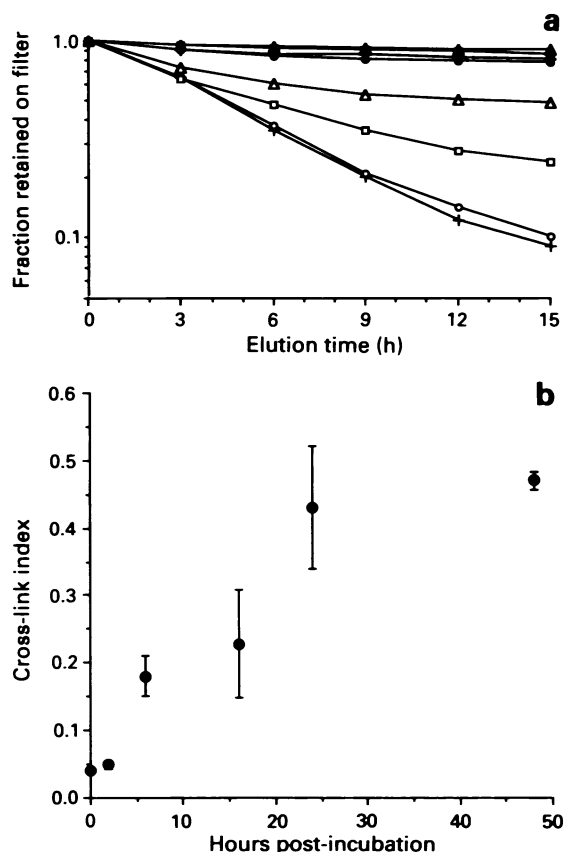 a
Fraction retained on filter
1.0
0.1
0 3 6 9 12 15
Elution time (h)
b
Cross-link index
0.6
0.5
0.4
0.3
0.2
0.1
0.0
0 10 20 30 40 50
Hours post-incubation